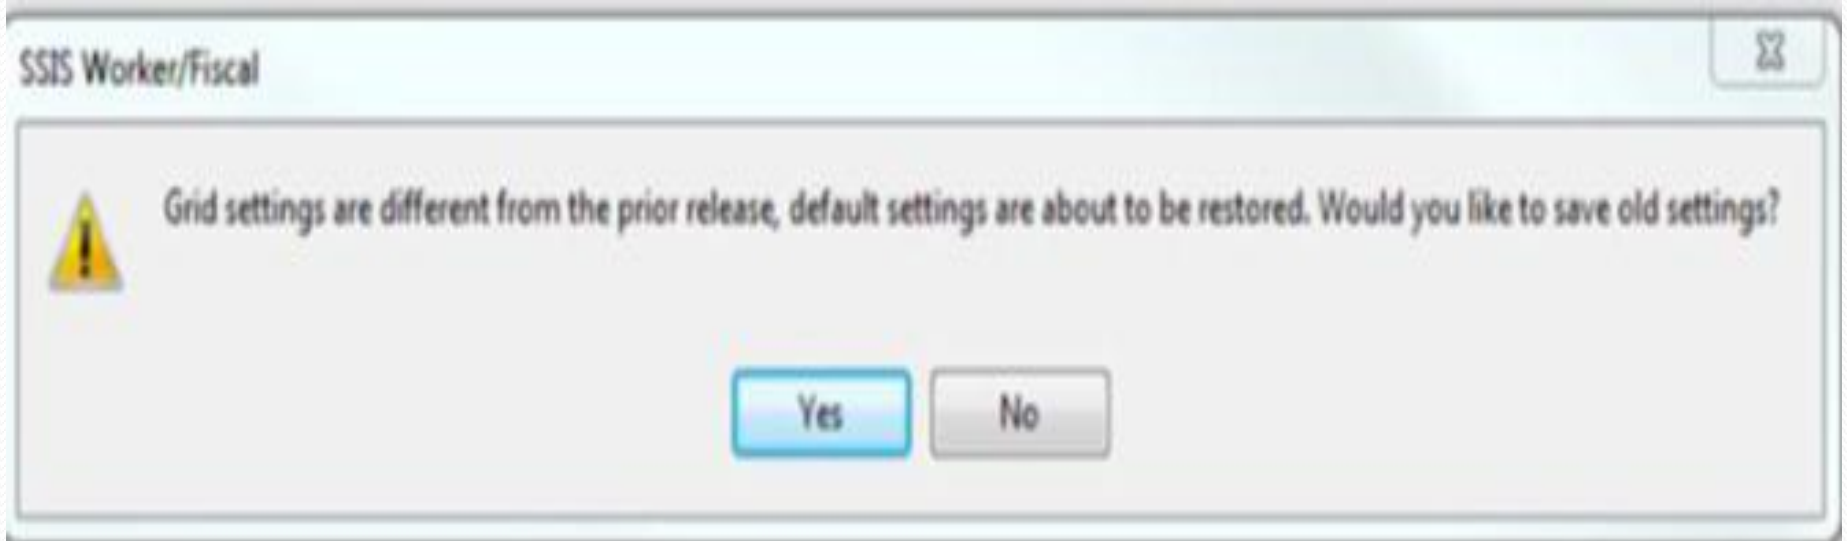 SSIS Worker/Fiscal
Grid settings are different from the prior release, default settings are about to be restored. Would you like to save old settings?
Yes No